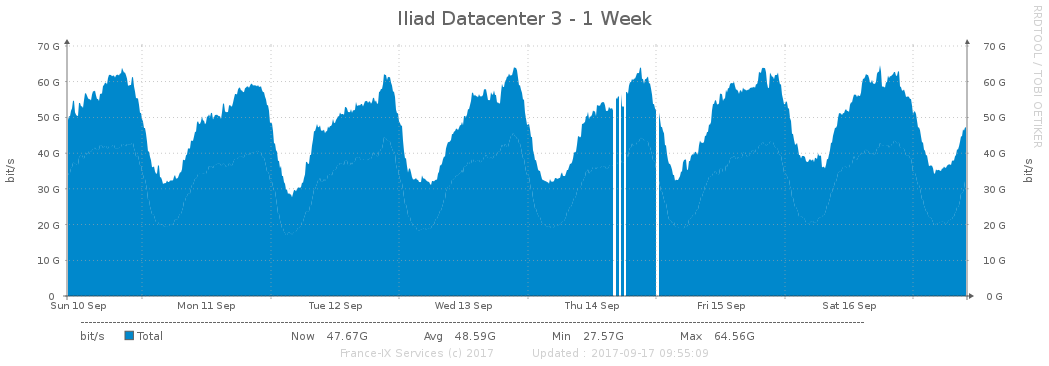 Iliad Datacenter 3 - 1 Week
RRDTOOL / TOBI OETIKER
bit/s
70 G 70 G
60 G 60 G
50 G 50 G
40 G 40 G
30 G 30 G
20 G 20 G
10 G 10 G
0 0 G
bit/s
Sun 10 Sep Mon 11 Sep Tue 12 Sep Wed 13 Sep Thu 14 Sep Fri 15 Sep Sat 16 Sep
bit/s Total Now 47.67G Avg 48.59G Min 27.57G Max 64.56G
France-IX Services (c) 2017 Updated : 2017-09-17 09:55:09